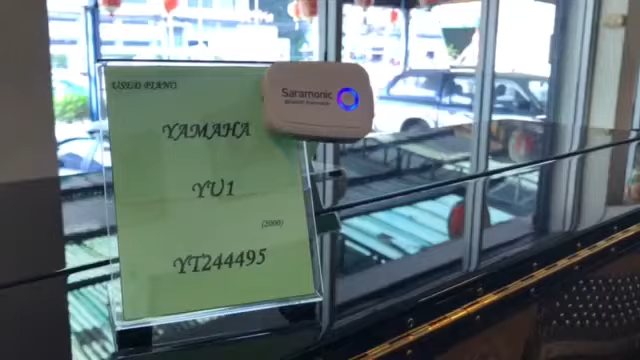 USED PIANO
Saramonic
YAMAHA
YU1
(2000)
YT244495